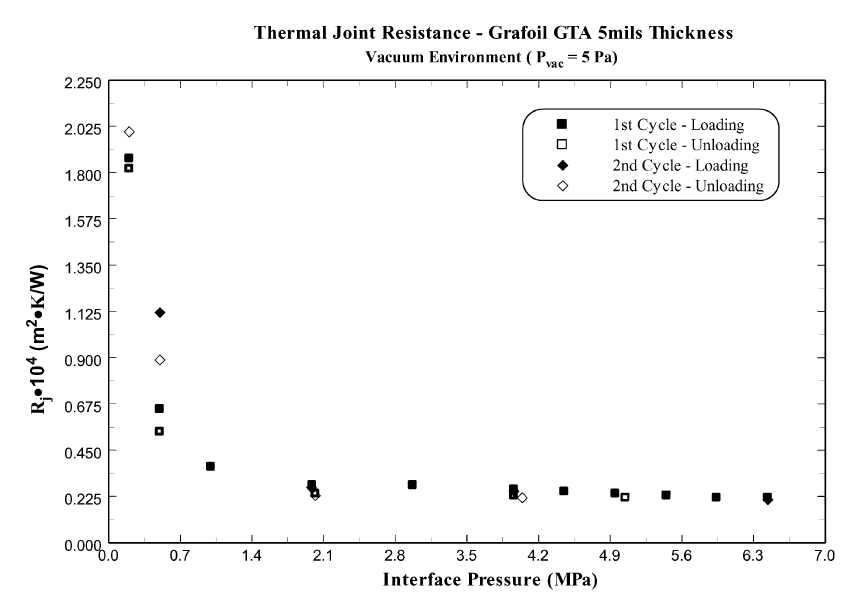 Thermal Joint Resistance - Grafoil GTA 5mils Thickness
Vacuum Environment ( Pvac = 5 Pa)
2.250
2.025
1.800
1.575
1.350
1.125
0.900
0.675
0.450
0.225
0.000
Rj•10⁴ (m²•K/W)
1st Cycle - Loading
1st Cycle - Unloading
2nd Cycle - Loading
2nd Cycle - Unloading
0.0 0.7 1.4 2.1 2.8 3.5 4.2 4.9 5.6 6.3 7.0
Interface Pressure (MPa)